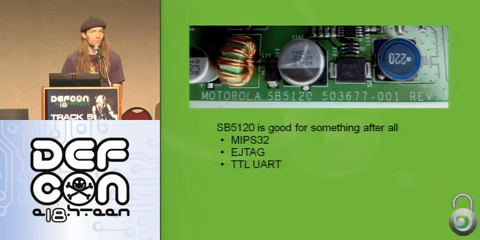 DEFCON
18
TRACK 5
DEF
CON
e18hteen
MOTOROLA SB5120 503677-001 REV
220
SB5120 is good for something after all
• MIPS32
• EJTAG
• TTL UART